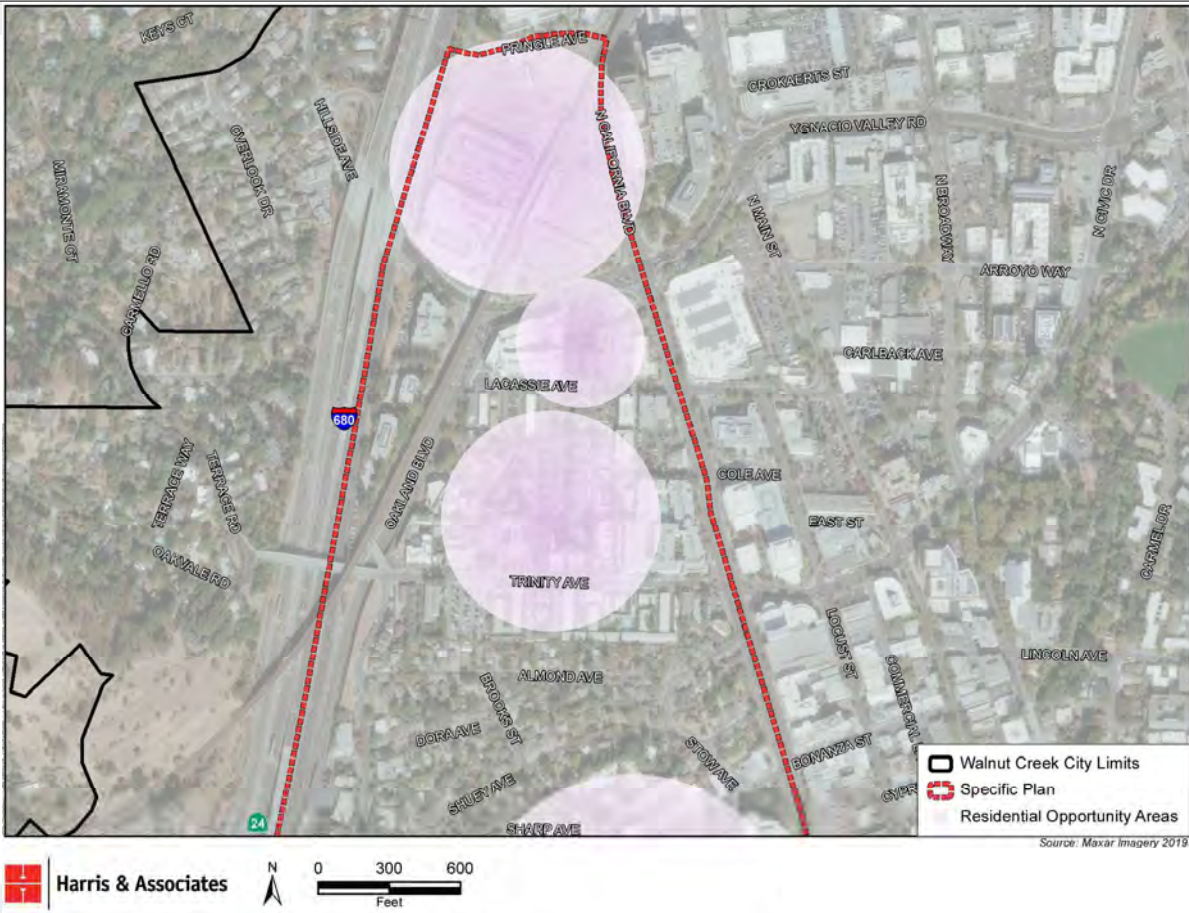 KEYS CT
PRINGLE AVE
CROKAERTS ST
HILLSIDE AVE
OVERLOOK DR
N CALIFORNIA BLVD
YGNACIO VALLEY RD
MIRAMONTE CT
N MAIN ST
N BROADWAY
N CIVIC DR
CARMELLO RD
ARROYO WAY
CARLBACK AVE
LACASSIE AVE
680
TERRACE WAY
TERRACE RD
OAKLAND BLVD
COLE AVE
EAST ST
CARMEL DR
OAKVALE RD
TRINITY AVE
LOCUST ST
COMMERCIAL
LINCOLN AVE
ALMOND AVE
BROOKS ST
DORA AVE
STOW AVE
BONANZA ST
SHUEY AVE
CYPR
24
SHARP AVE
Walnut Creek City Limits
Specific Plan
Residential Opportunity Areas
Source: Maxar Imagery 2019
Harris & Associates
N
0 300 600
Feet